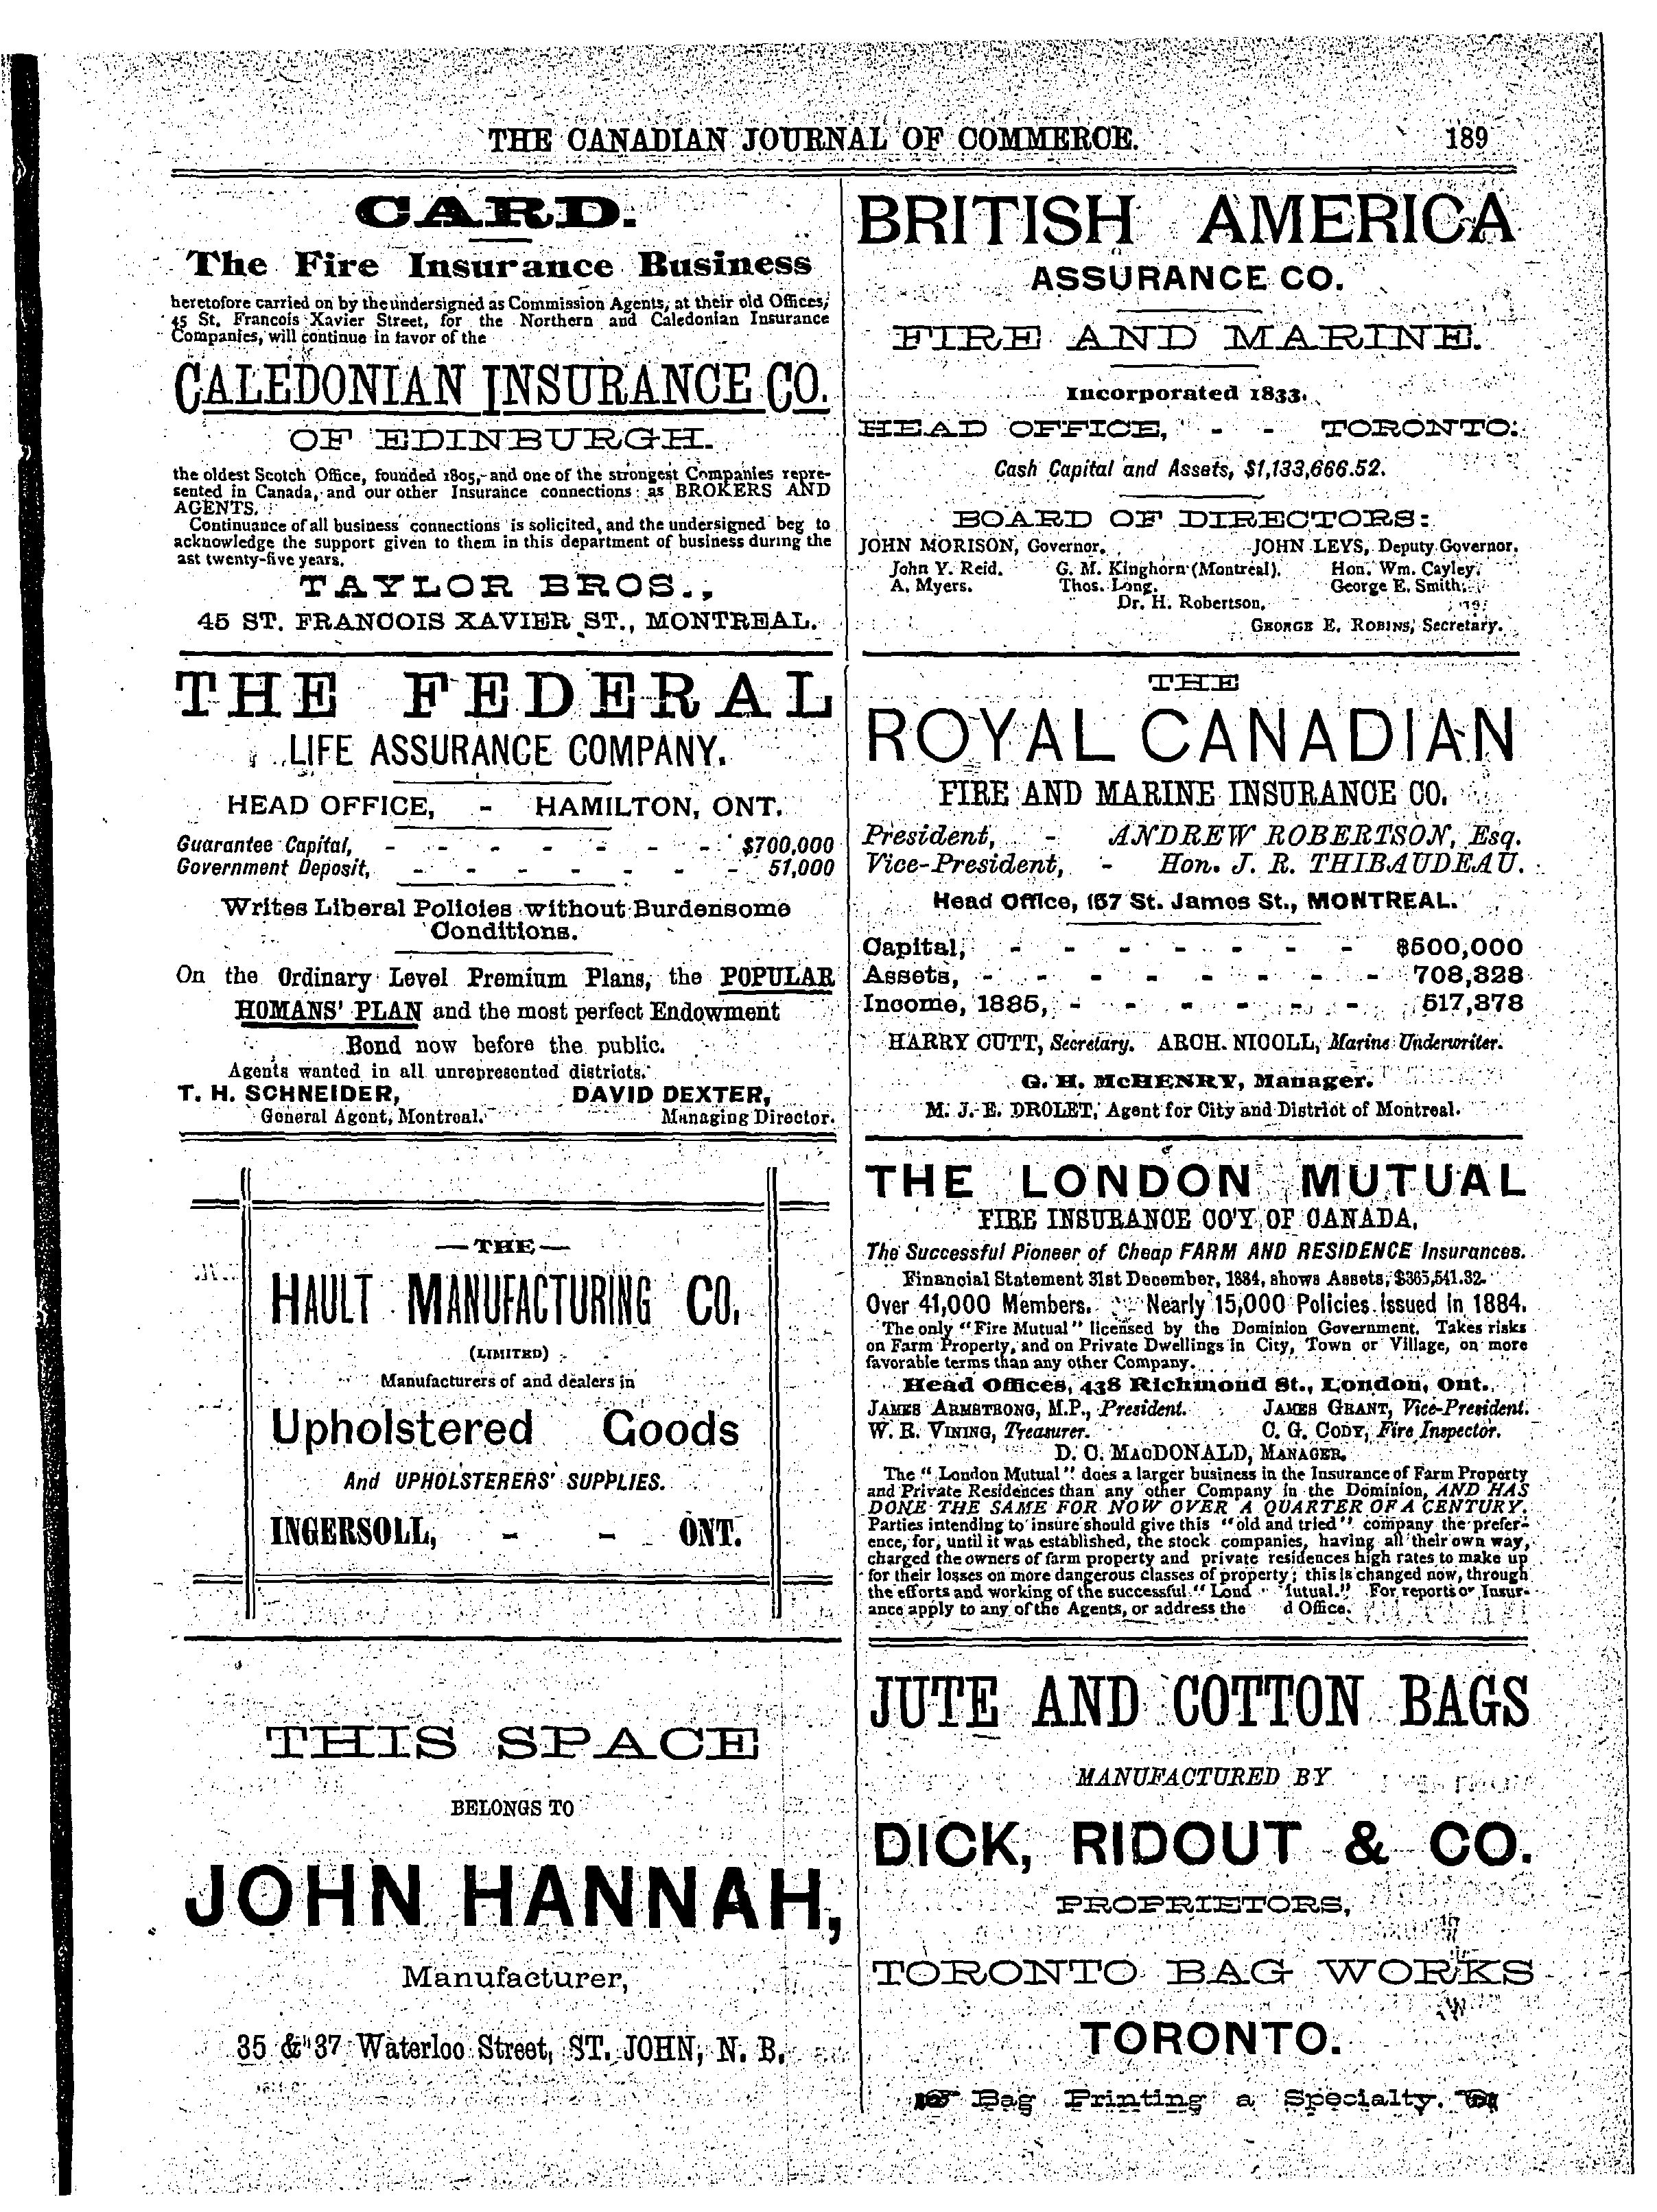 THE CANADIAN JOURNAL OF COMMERCE. 189
CARD.
The Fire Insurance Business
heretofore carried on by the undersigned as Commission Agents, at their old Offices,
45 St. Francois Xavier Street, for the Northern and Caledonian Insurance
Companies, will continue in favor of the
CALEDONIAN INSURANCE CO.
OF EDINBURGH.
the oldest Scotch Office, founded 1805, and one of the strongest Companies repre-
sented in Canada, and our other Insurance connections as BROKERS AND
AGENTS.
Continuance of all business connections is solicited, and the undersigned beg to
acknowledge the support given to them in this department of business during the
ast twenty-five years.
TAYLOR BROS.,
45 ST. FRANCOIS XAVIER ST., MONTREAL.
THE FEDERAL
LIFE ASSURANCE COMPANY.
HEAD OFFICE, - HAMILTON, ONT.
Guarantee Capital, - - - - - - - $700,000
Government Deposit, - - - - - - - 51,000
Writes Liberal Policies without Burdensome
Conditions.
On the Ordinary Level Premium Plans, the POPULAR
HOMANS' PLAN and the most perfect Endowment
Bond now before the public.
Agents wanted in all unrepresented districts.
T. H. SCHNEIDER, DAVID DEXTER,
General Agent, Montreal. Managing Director.
—THE—
HAULT MANUFACTURING CO.
(LIMITED)
Manufacturers of and dealers in
Upholstered Goods
And UPHOLSTERERS' SUPPLIES.
INGERSOLL, - - ONT.
THIS SPACE
BELONGS TO
JOHN HANNAH,
Manufacturer,
35 & 37 Waterloo Street, ST. JOHN, N. B.
BRITISH AMERICA
ASSURANCE CO.
FIRE AND MARINE.
Incorporated 1833.
HEAD OFFICE, - - TORONTO.
Cash Capital and Assets, $1,133,666.52.
BOARD OF DIRECTORS:
JOHN MORISON, Governor. JOHN LEYS, Deputy Governor.
John Y. Reid. G. M. Kinghorn (Montreal). Hon. Wm. Cayley.
A. Myers. Thos. Long. George E. Smith.
Dr. H. Robertson.
GEORGE E. ROBINS, Secretary.
THE
ROYAL CANADIAN
FIRE AND MARINE INSURANCE CO.
President, - ANDREW ROBERTSON, Esq.
Vice-President, - Hon. J. R. THIBAUDEAU.
Head Office, 157 St. James St., MONTREAL.
Capital, - - - - - - - $500,000
Assets, - - - - - - - - 708,828
Income, 1885, - - - - - - 517,378
HARRY CUTT, Secretary. ARCH. NICOLL, Marine Underwriter.
G. H. McHENRY, Manager.
M. J. E. DROLET, Agent for City and District of Montreal.
THE LONDON MUTUAL
FIRE INSURANCE CO'Y OF CANADA.
The Successful Pioneer of Cheap FARM AND RESIDENCE Insurances.
Financial Statement 31st December, 1884, shows Assets, $365,541.32.
Over 41,000 Members. Nearly 15,000 Policies issued in 1884.
The only "Fire Mutual" licensed by the Dominion Government. Takes risks
on Farm Property, and on Private Dwellings in City, Town or Village, on more
favorable terms than any other Company.
Head Offices, 438 Richmond St., London, Ont.
JAMES ARMSTRONG, M.P., President. JAMES GRANT, Vice-President.
W. R. VINING, Treasurer. C. G. CODY, Fire Inspector.
D. C. MACDONALD, MANAGER.
The "London Mutual" does a larger business in the Insurance of Farm Property
and Private Residences than any other Company in the Dominion, AND HAS
DONE THE SAME FOR NOW OVER A QUARTER OF A CENTURY.
Parties intending to insure should give this "old and tried" company the prefer-
ence, for, until it was established, the stock companies, having all their own way,
charged the owners of farm property and private residences high rates to make up
for their losses on more dangerous classes of property; this is changed now, through
the efforts and working of the successful "Lond utual." For reports or Insur-
ance apply to any of the Agents, or address the d Office.
JUTE AND COTTON BAGS
MANUFACTURED BY
DICK, RIDOUT & CO.
PROPRIETORS,
TORONTO BAG WORKS
TORONTO.
Bag Printing a Specialty.